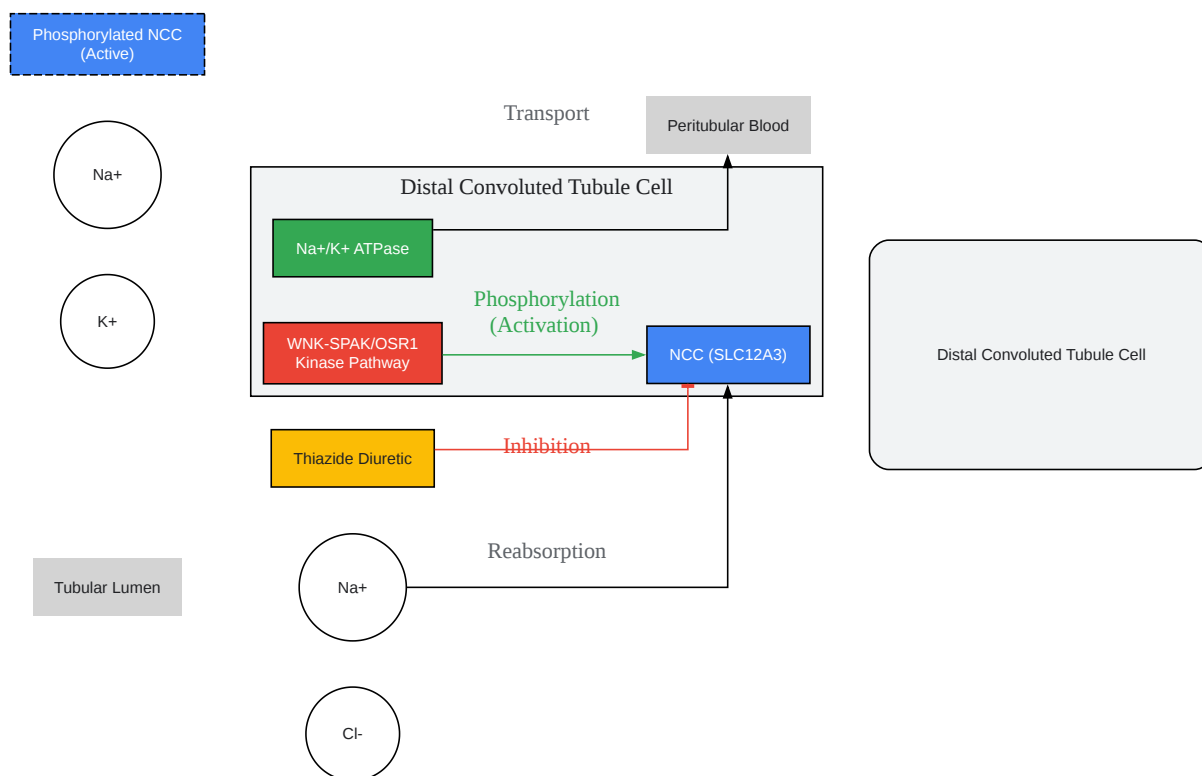 Phosphorylated NCC
(Active)
Transport
Peritubular Blood
Na+
Distal Convoluted Tubule Cell
Na+/K+ ATPase
Phosphorylation
(Activation)
K+
WNK-SPAK/OSR1
Kinase Pathway
NCC (SLC12A3)
Distal Convoluted Tubule Cell
Thiazide Diuretic
Inhibition
Reabsorption
Tubular Lumen
Na+
Cl-